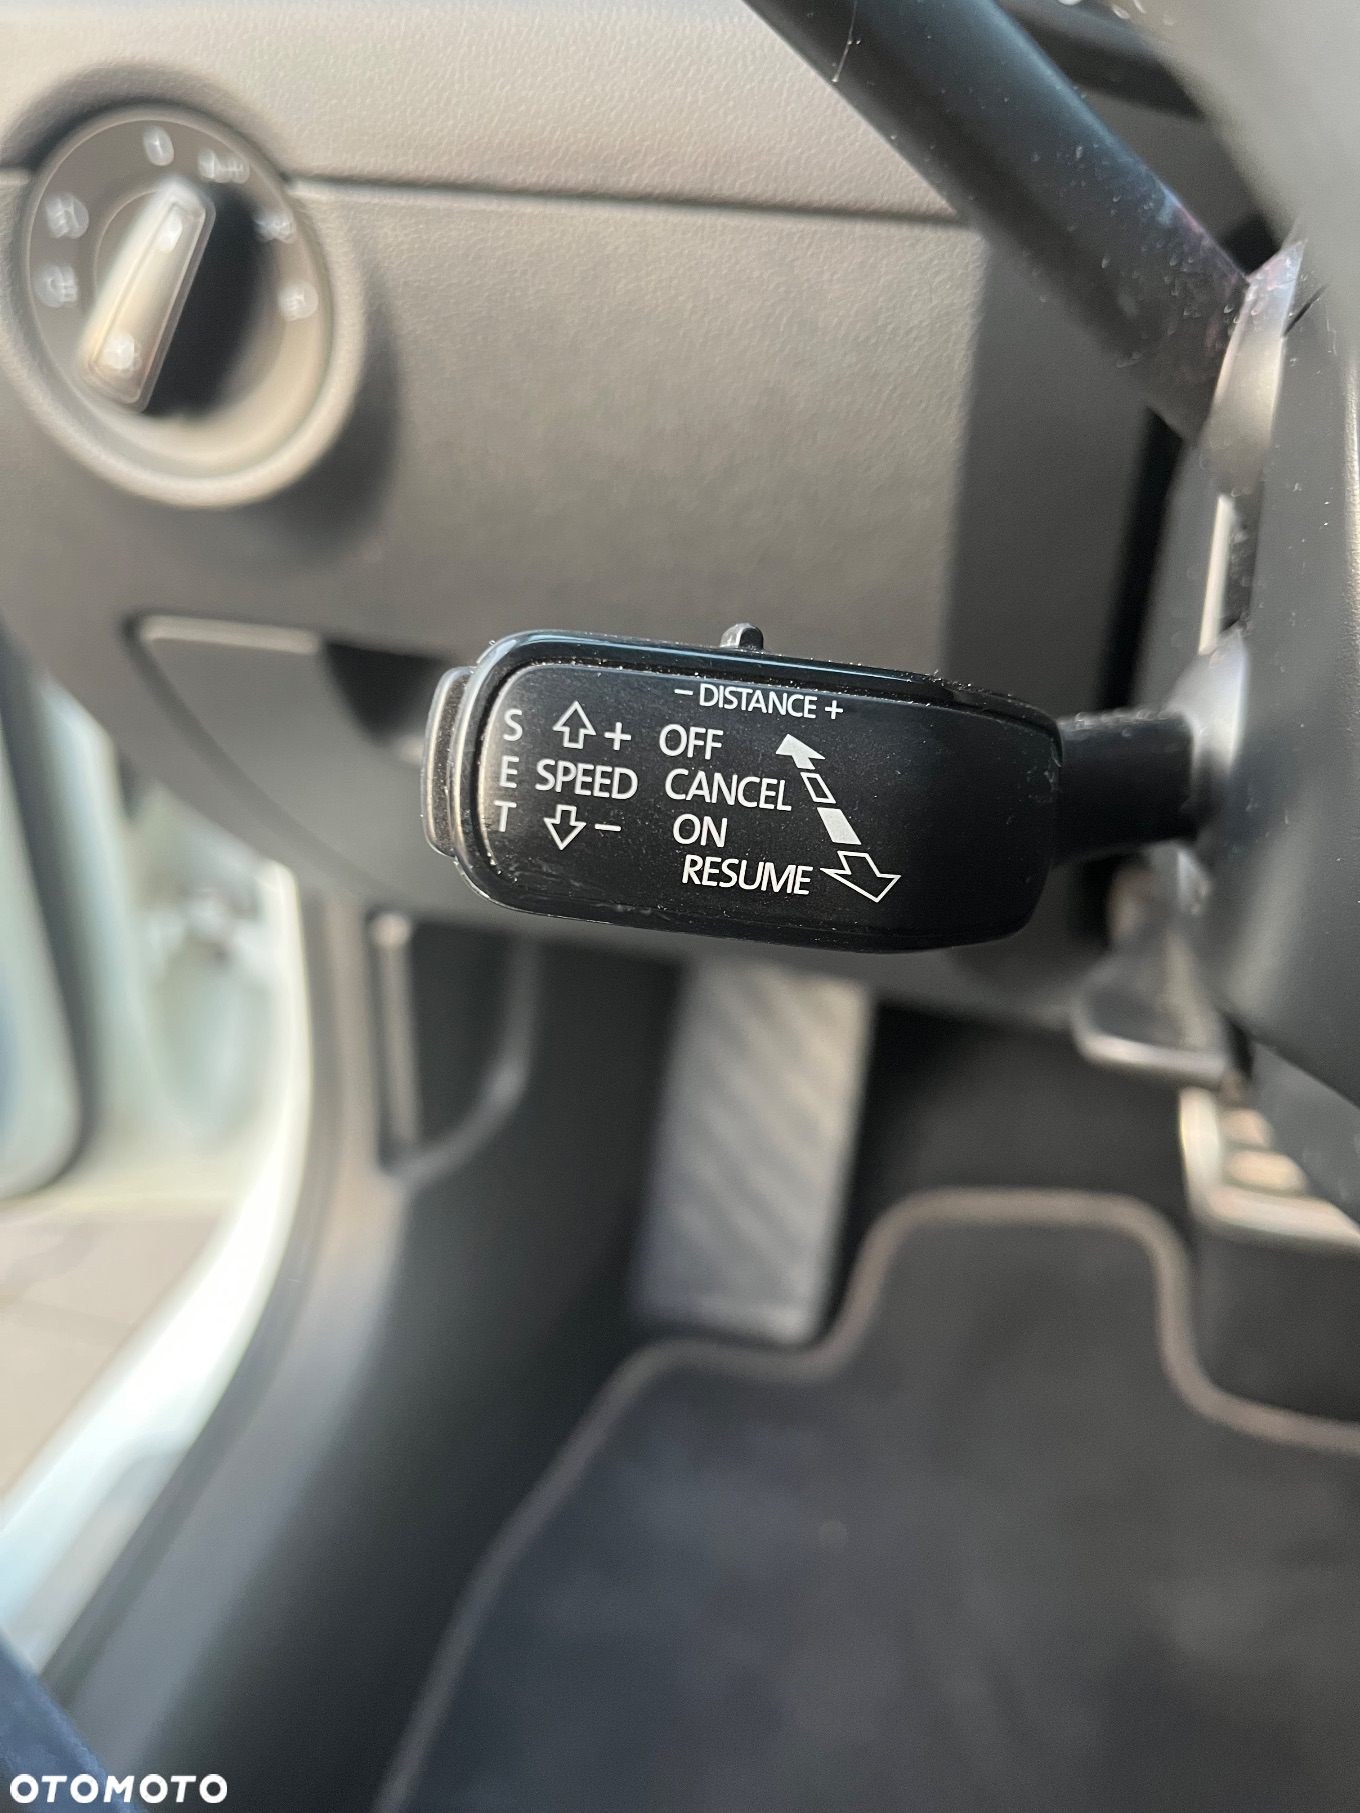 - DISTANCE +
S + OFF
E SPEED CANCEL
T - ON
RESUME
OTOMOTO